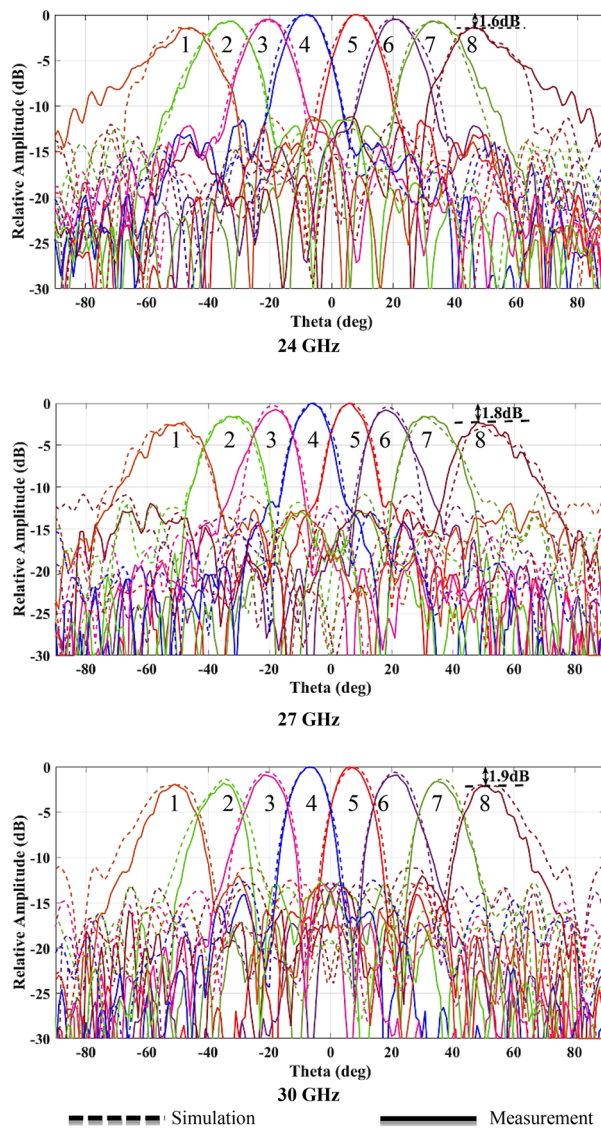 1.6dB
0
1 2 3 4 5 6 7 8
-5
-10
-15
-20
-25
-30
Relative Amplitude (dB)
-80 -60 -40 -20 0 20 40 60 80
Theta (deg)
24 GHz
0
1.8dB
1 2 3 4 5 6 7 8
-5
-10
-15
-20
-25
-30
Relative Amplitude (dB)
-80 -60 -40 -20 0 20 40 60 80
Theta (deg)
27 GHz
0
1.9dB
1 2 3 4 5 6 7 8
-5
-10
-15
-20
-25
-30
Relative Amplitude (dB)
-80 -60 -40 -20 0 20 40 60 80
Theta (deg)
30 GHz
Simulation Measurement